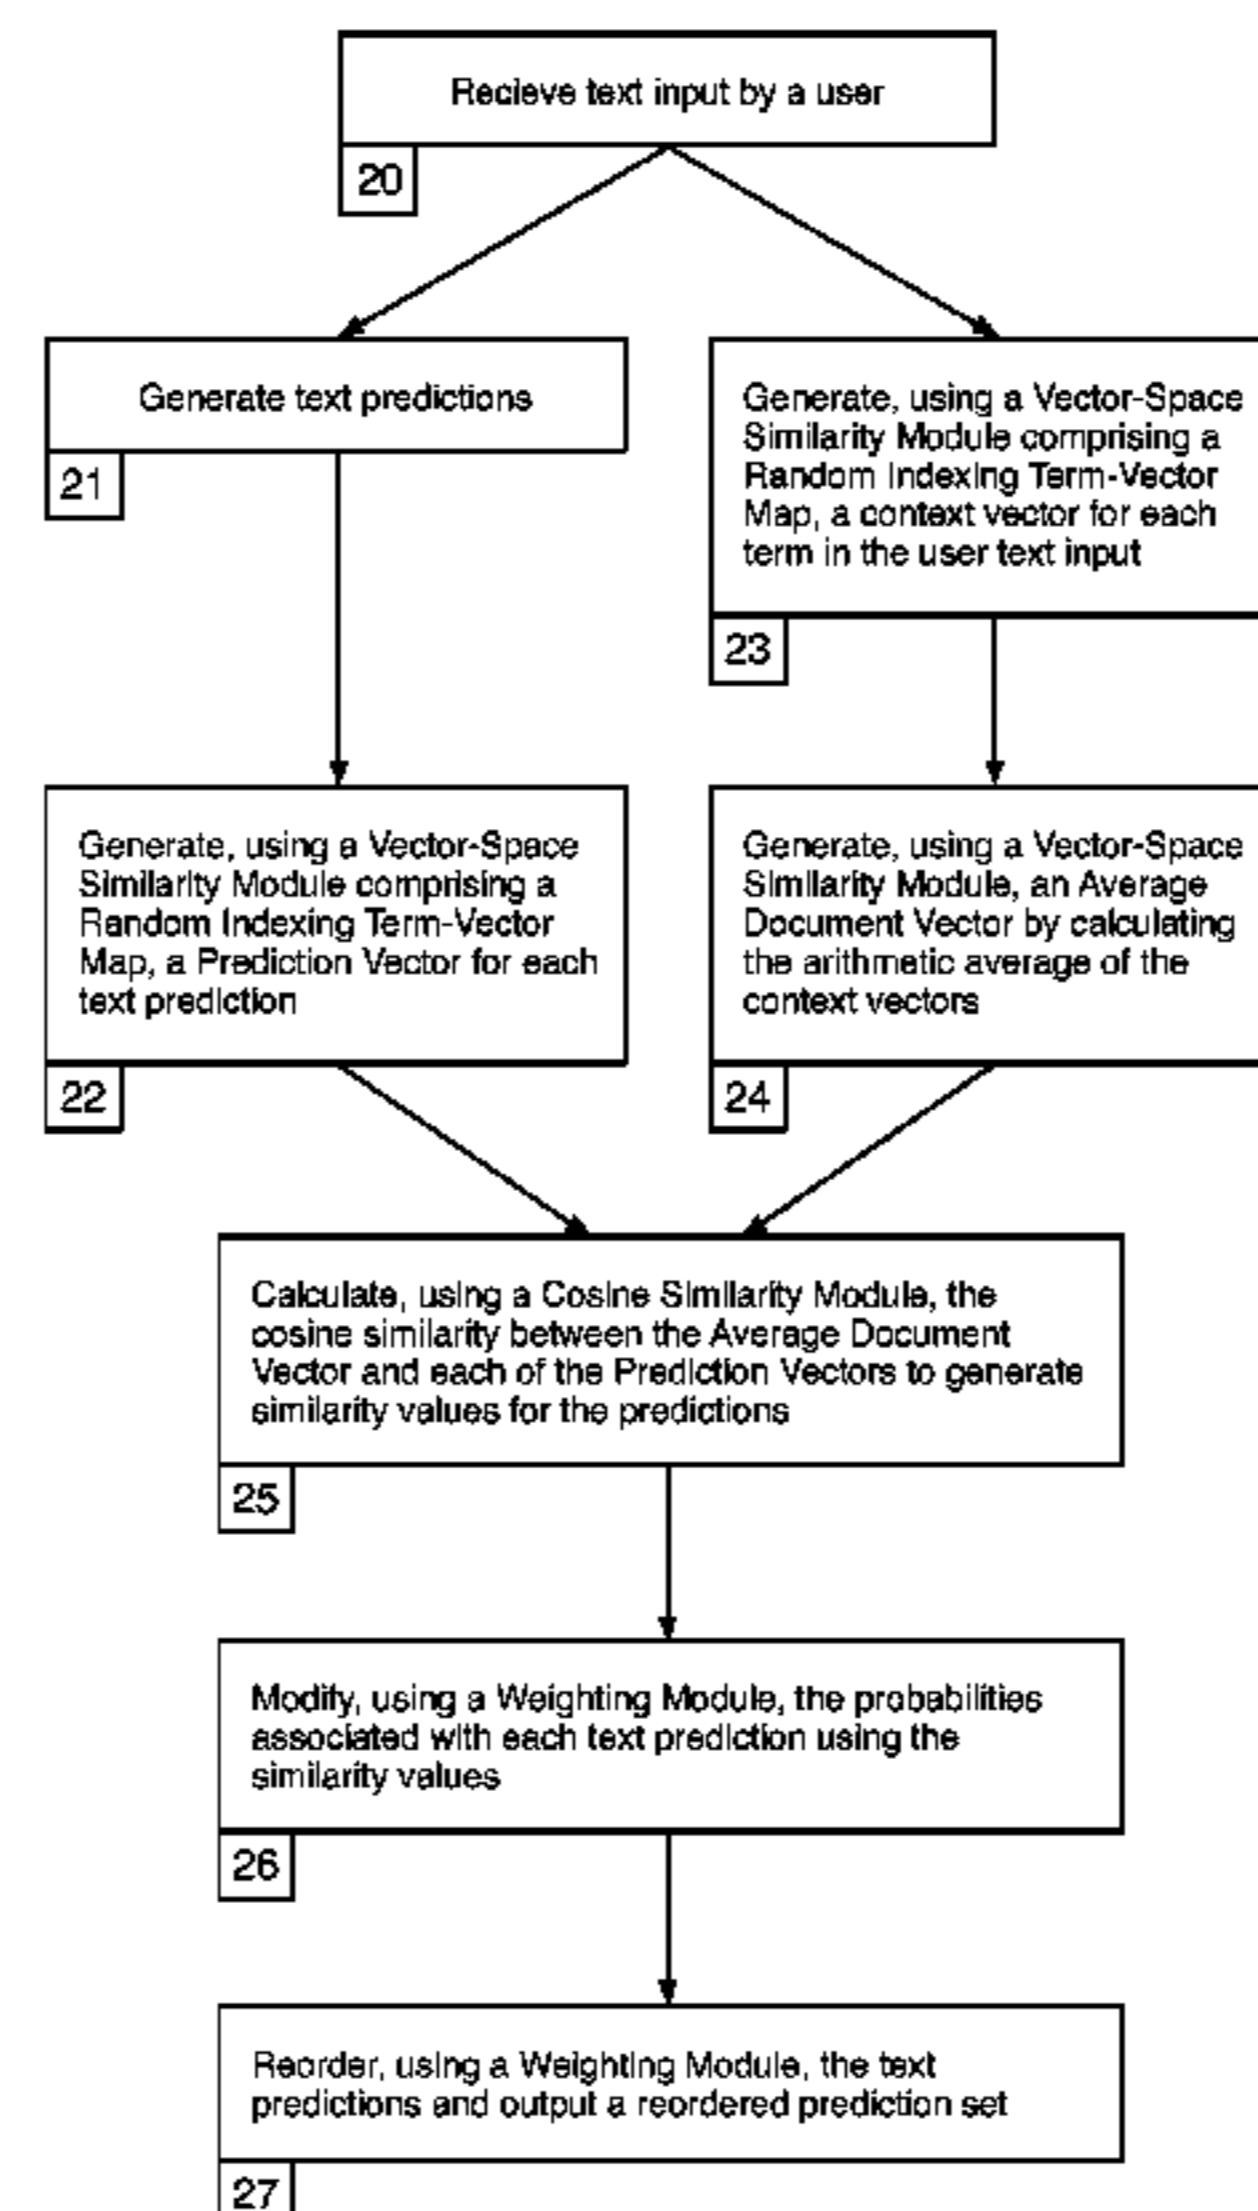 Recieve text input by a user
20
Generate text predictions
21
Generate, using a Vector-Space
Similarity Module comprising a
Random Indexing Term-Vector
Map, a context vector for each
term in the user text input
23
Generate, using a Vector-Space
Similarity Module comprising a
Random Indexing Term-Vector
Map, a Prediction Vector for each
text prediction
22
Generate, using a Vector-Space
Similarity Module, an Average
Document Vector by calculating
the arithmetic average of the
context vectors
24
Calculate, using a Cosine Similarity Module, the
cosine similarity between the Average Document
Vector and each of the Prediction Vectors to generate
similarity values for the predictions
25
Modify, using a Weighting Module, the probabilities
associated with each text prediction using the
similarity values
26
Reorder, using a Weighting Module, the text
predictions and output a reordered prediction set
27